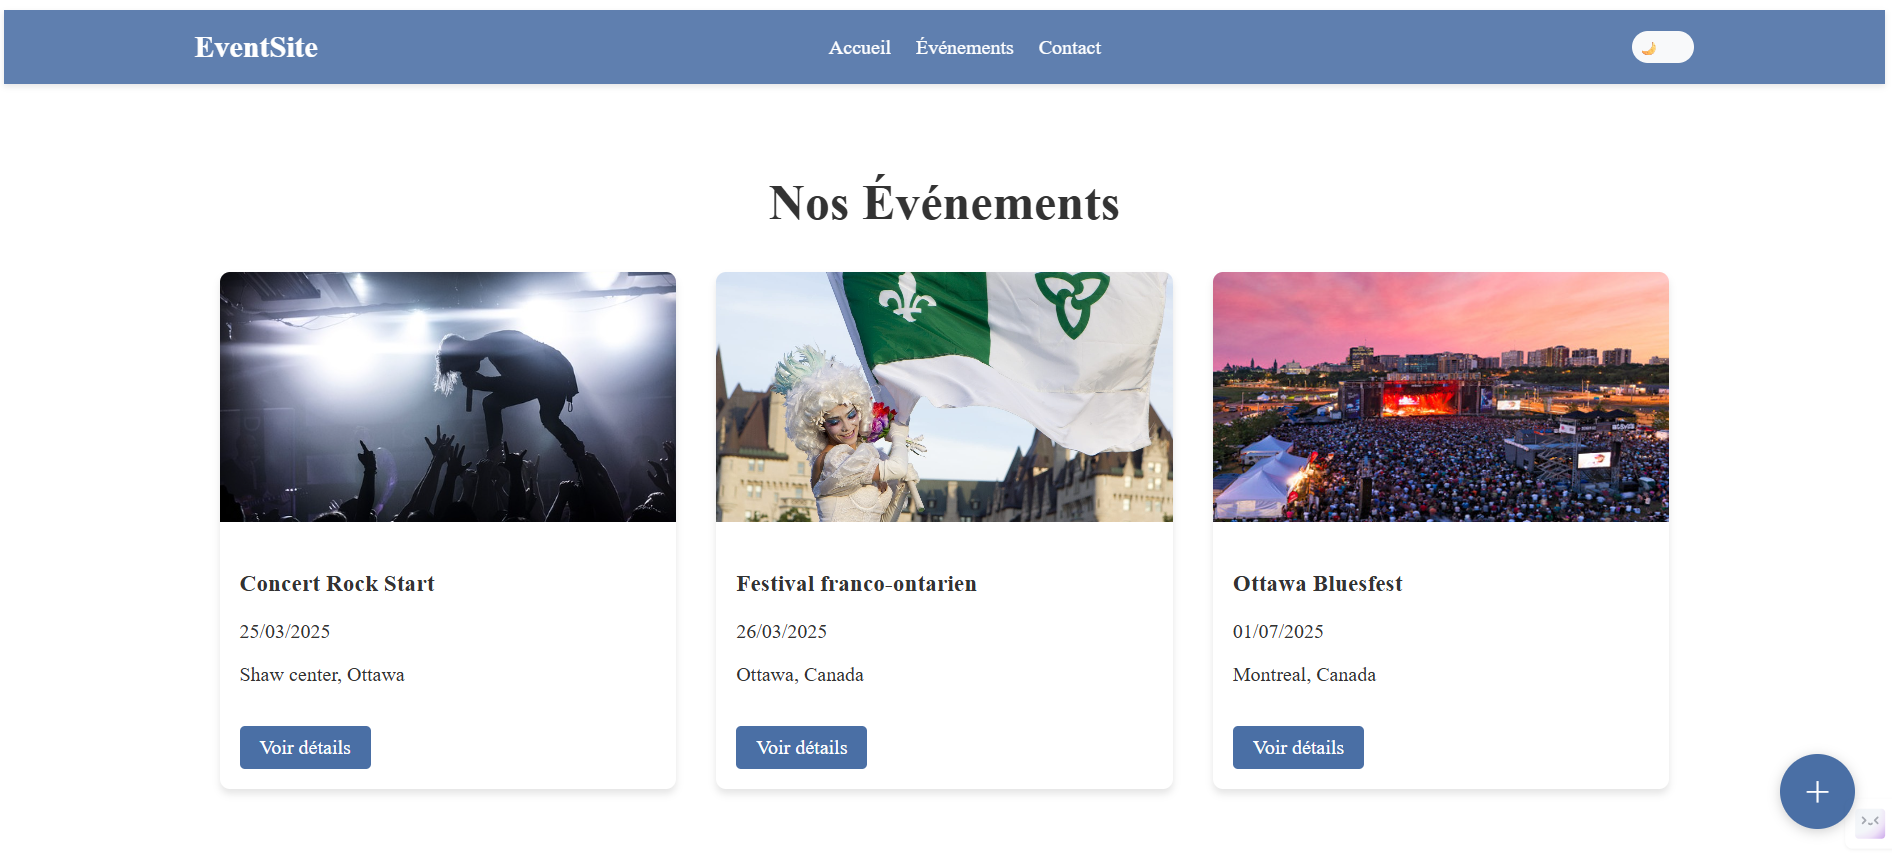 EventSite
Accueil Événements Contact
Nos Événements
Concert Rock Start
25/03/2025
Shaw center, Ottawa
Voir détails
Festival franco-ontarien
26/03/2025
Ottawa, Canada
Voir détails
Ottawa Bluesfest
01/07/2025
Montreal, Canada
Voir détails